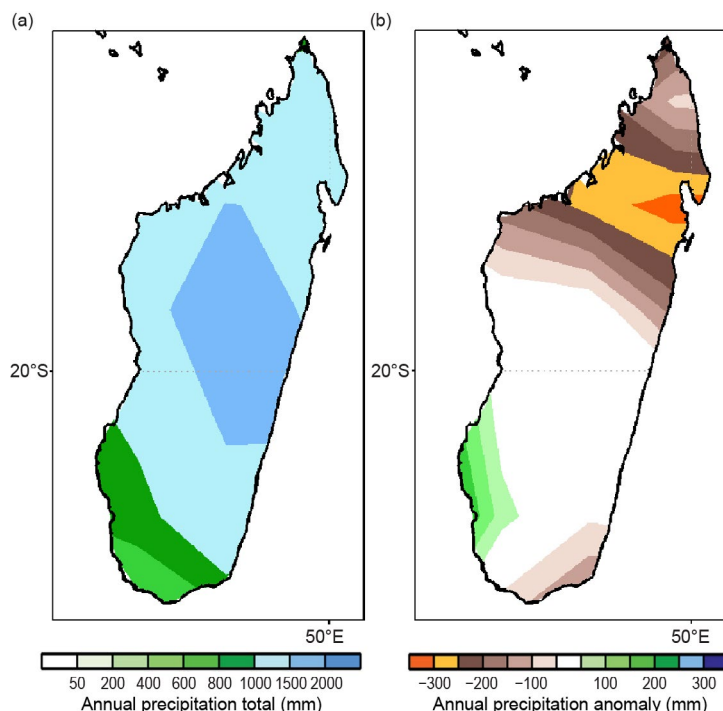 (a)
(b)
20°S
20°S
50°E
50°E
50 200 400 600 800 1000 1500 2000
Annual precipitation total (mm)
−300 −200 −100 100 200 300
Annual precipitation anomaly (mm)